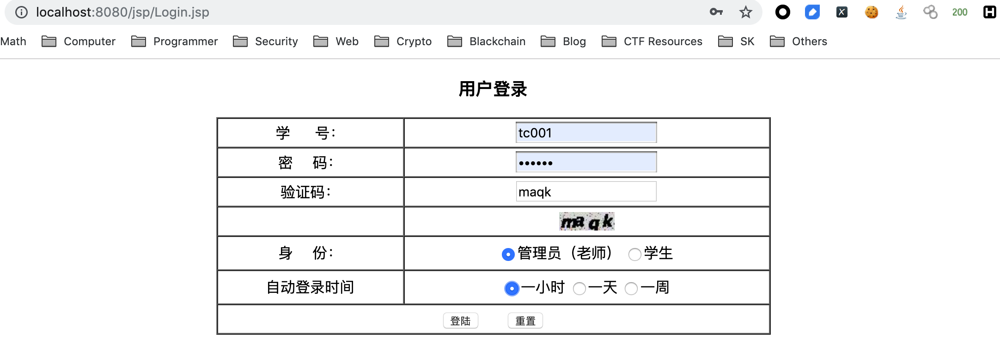 localhost:8080/jsp/Login.jsp
200
Math Computer Programmer Security Web Crypto Blackchain Blog CTF Resources SK Others
用户登录
学 号： tc001
密 码： ••••••
验证码： maqk
maqk
身 份： 管理员（老师） 学生
自动登录时间 一小时 一天 一周
登陆 重置